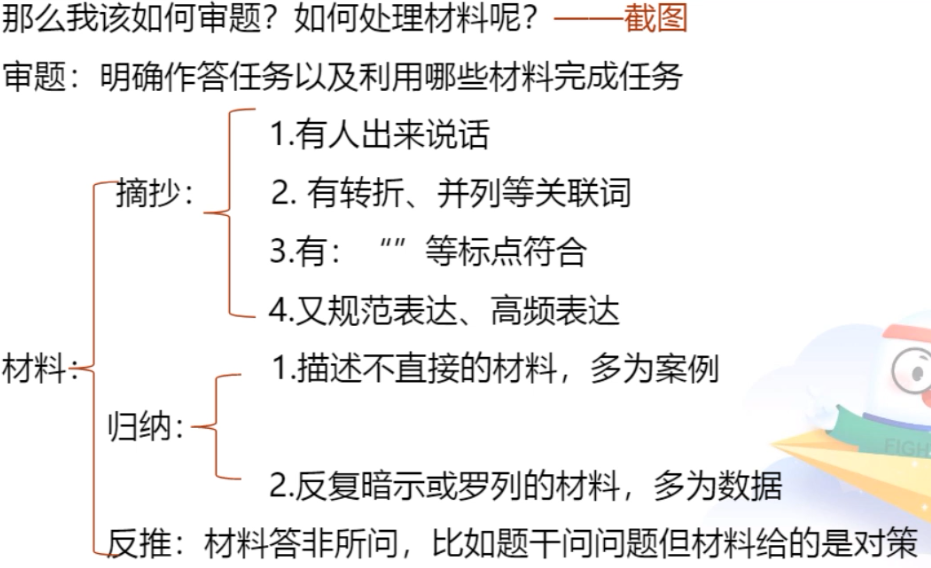 那么我该如何审题？如何处理材料呢？——截图
审题：明确作答任务以及利用哪些材料完成任务
材料：
摘抄：
1.有人出来说话
2. 有转折、并列等关联词
3.有：“”等标点符合
4.又规范表达、高频表达
归纳：
1.描述不直接的材料，多为案例
2.反复暗示或罗列的材料，多为数据
反推：材料答非所问，比如题干问问题但材料给的是对策
FIGH